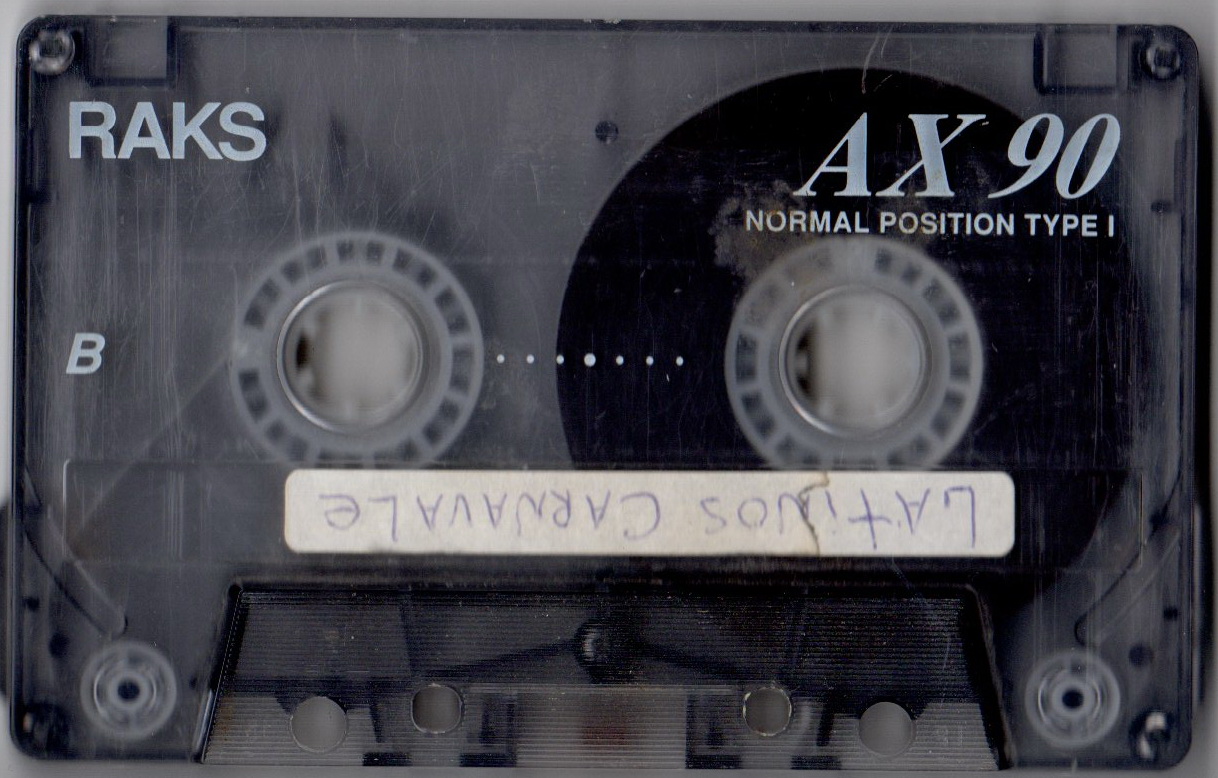 RAKS
AX 90
NORMAL POSITION TYPE I
B
LATiNOS CARNAVALe